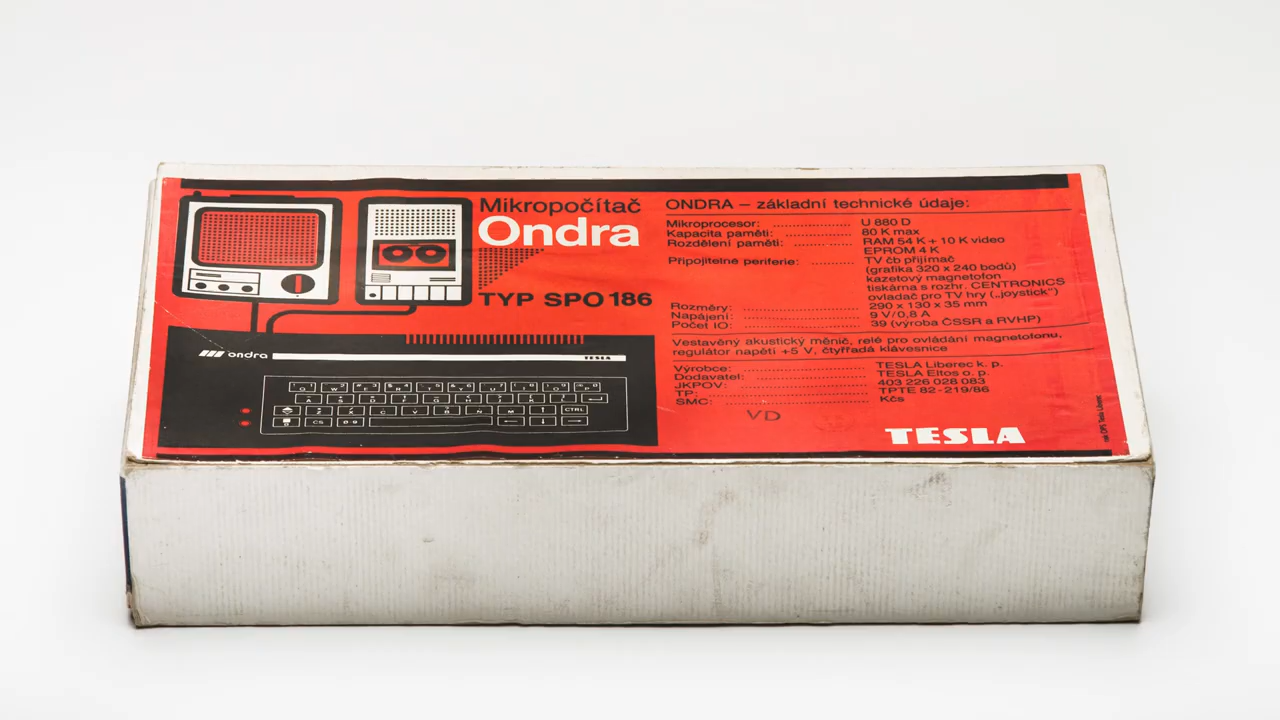 Mikropočítač
Ondra
TYP SPO 186
ondra
TESLA
CTRL
CS
ONDRA – základní technické údaje:
Mikroprocesor: ........ U 880 D
Kapacita paměti: ........ 80 K max
Rozdělení paměti: ........ RAM 54 K + 10 K video
EPROM 4 K
Připojitelné periferie: ........ TV čb přijímač
(grafika 320 x 240 bodů)
kazetový magnetofon
tiskárna s rozhr. CENTRONICS
ovladač pro TV hry („joystick")
Rozměry: ........ 290 x 130 x 35 mm
Napájení: ........ 9 V/0,8 A
Počet IO: ........ 39 (výroba ČSSR a RVHP)
Vestavěný akustický měnič, relé pro ovládání magnetofonu,
regulátor napětí +5 V, čtyřřadá klávesnice
Výrobce: ........ TESLA Liberec k. p.
Dodavatel: ........ TESLA Eltos o. p.
JKPOV: ........ 403 226 028 083
TP: ........ TPTE 82-219/86
SMC: ........ Kčs
VD
TESLA